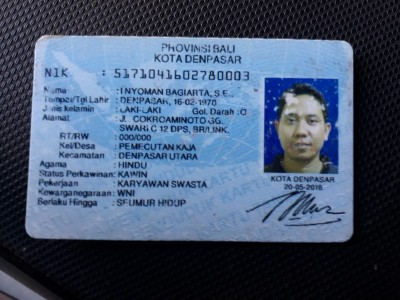 PROVINSI BALI
KOTA DENPASAR
NIK : 5171041602780003
Nama : I NYOMAN BAGIARTA, S.E.,
Tempat/Tgl Lahir : DENPASAR, 16-02-1978
Jenis kelamin : LAKI-LAKI Gol. Darah : O
Alamat : JL. COKROAMINOTO GG.
SWARI C 12 DPS, BR/LINK.
RT/RW : 000/000
Kel/Desa : PEMECUTAN KAJA
Kecamatan : DENPASAR UTARA
Agama : HINDU
Status Perkawinan: KAWIN
Pekerjaan : KARYAWAN SWASTA
Kewarganegaraan: WNI
Berlaku Hingga : SEUMUR HIDUP
KOTA DENPASAR
20-05-2016